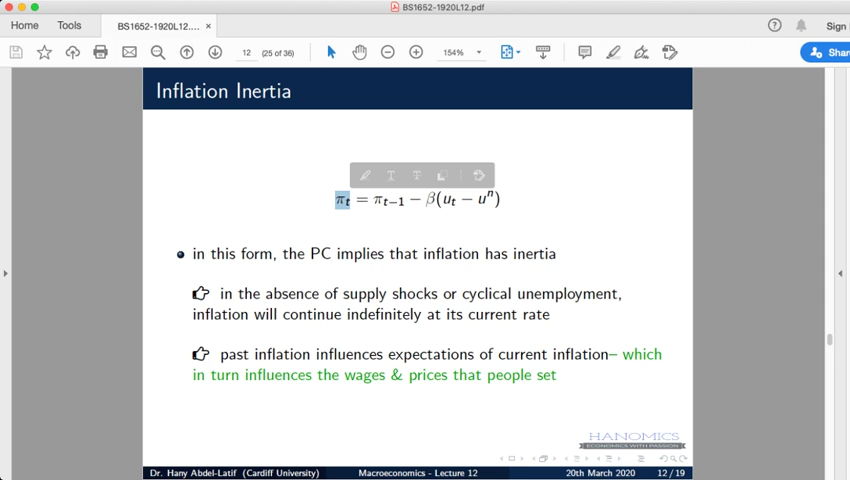 BS1652-1920L12.pdf
Home Tools BS1652-1920L12.... × Sign
12 (25 of 36) 154% Shar
Inflation Inertia
πt = πt−1 − β(ut − uⁿ)
in this form, the PC implies that inflation has inertia
in the absence of supply shocks or cyclical unemployment,
inflation will continue indefinitely at its current rate
past inflation influences expectations of current inflation– which
in turn influences the wages & prices that people set
HANOMICS
ECONOMICS WITH PASSION
Dr. Hany Abdel-Latif (Cardiff University) Macroeconomics - Lecture 12 20th March 2020 12 / 19